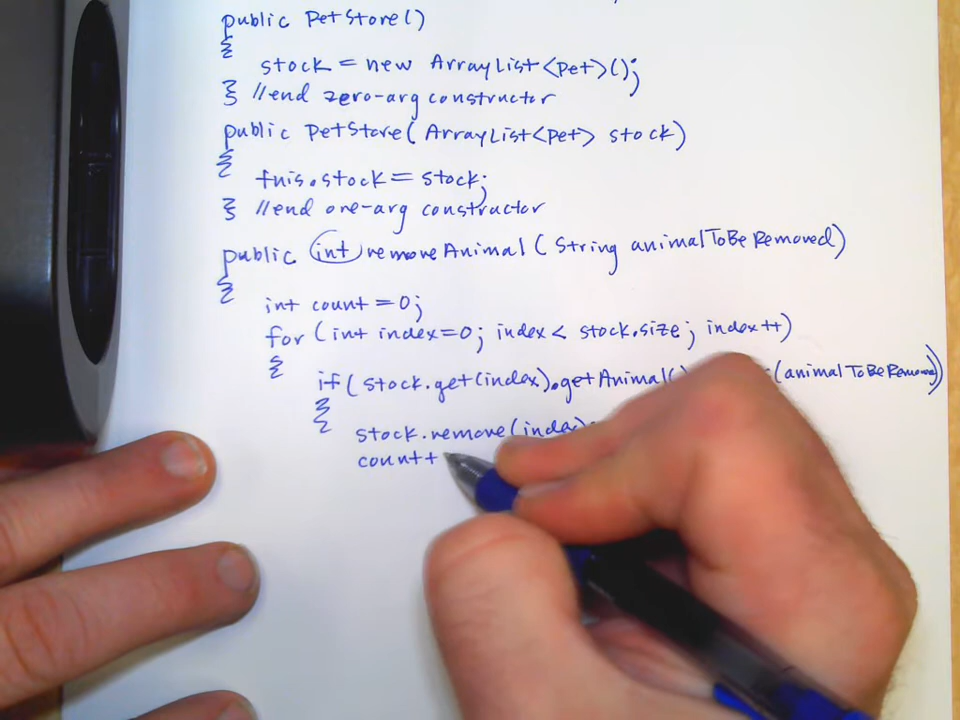 public PetStore()
{
stock = new ArrayList<Pet>();
} //end zero-arg constructor
public PetStore(ArrayList<Pet> stock)
{
this.stock = stock;
} //end one-arg constructor
public int removeAnimal(String animalToBeRemoved)
{
int count = 0;
for (int index=0; index < stock.size; index++)
{
if(stock.get(index).getAnimal() (animalToBeRemoved))
{
stock.remove(index)
count++